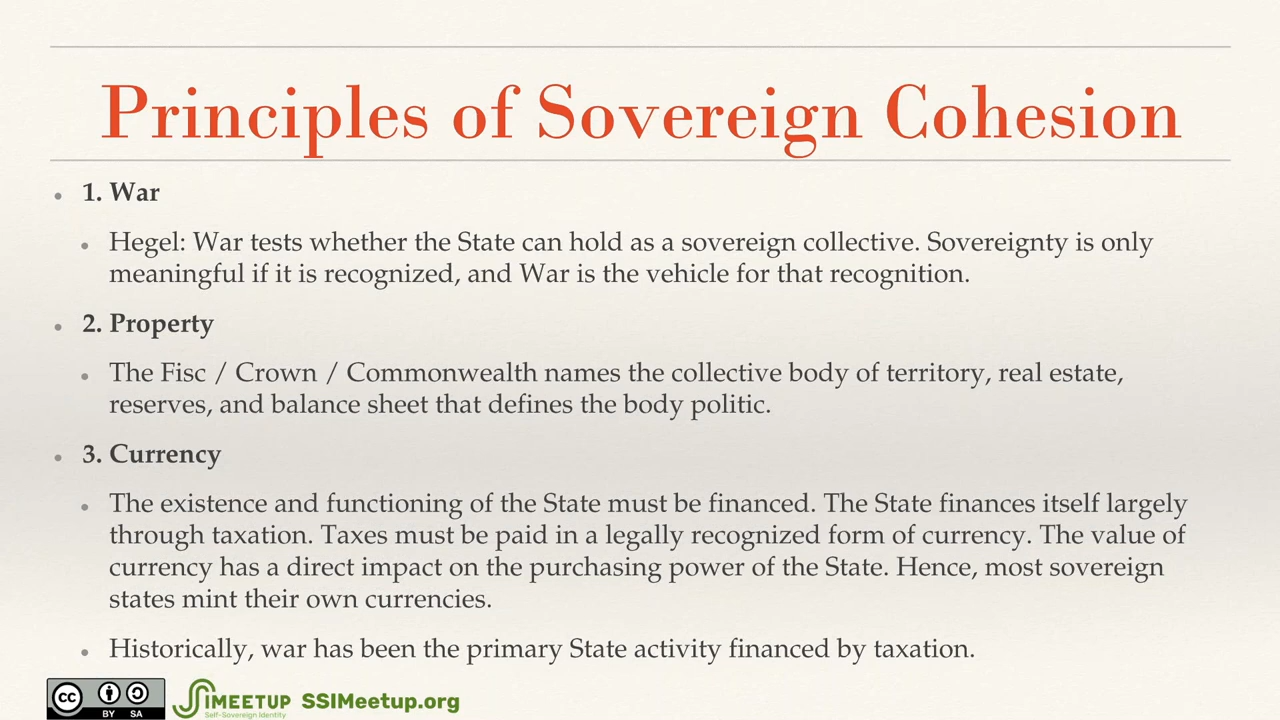 Principles of Sovereign Cohesion
1. War
Hegel: War tests whether the State can hold as a sovereign collective. Sovereignty is only
meaningful if it is recognized, and War is the vehicle for that recognition.
2. Property
The Fisc / Crown / Commonwealth names the collective body of territory, real estate,
reserves, and balance sheet that defines the body politic.
3. Currency
The existence and functioning of the State must be financed. The State finances itself largely
through taxation. Taxes must be paid in a legally recognized form of currency. The value of
currency has a direct impact on the purchasing power of the State. Hence, most sovereign
states mint their own currencies.
Historically, war has been the primary State activity financed by taxation.
cc
BY SA
SSIMEETUP
Self-Sovereign Identity
SSIMeetup.org